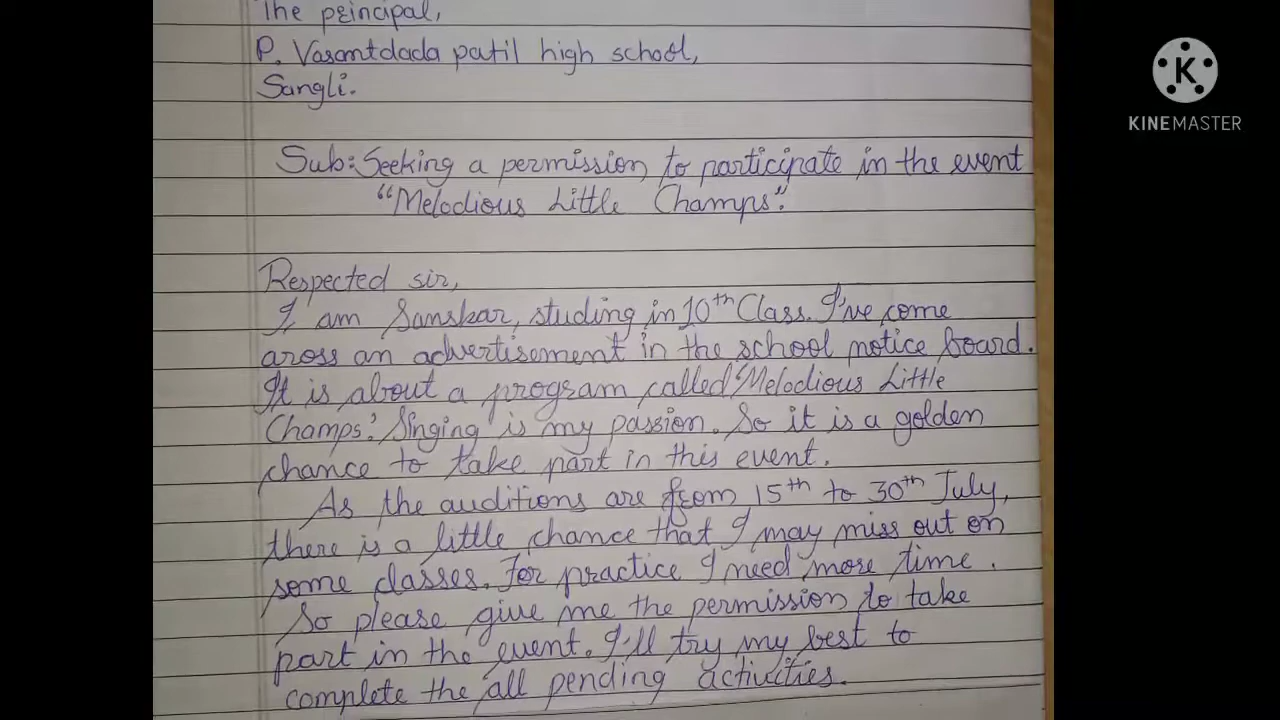 The principal,
P. Vasantdada patil high school,
Sangli.
Sub: Seeking a permission to participate in the event
"Melodious Little Champs".
Respected sir,
I am Sanskar, studing in 10th Class. I've come
aross an advertisement in the school notice board.
It is about a program called 'Melodious Little
Champs'. Singing is my passion. So it is a golden
chance to take part in this event.
As the auditions are from 15th to 30th July,
there is a little chance that I may miss out on
some classes. For practice I need more time.
So please give me the permission to take
part in the event. I'll try my best to
complete the all pending activities.
K
KINEMASTER